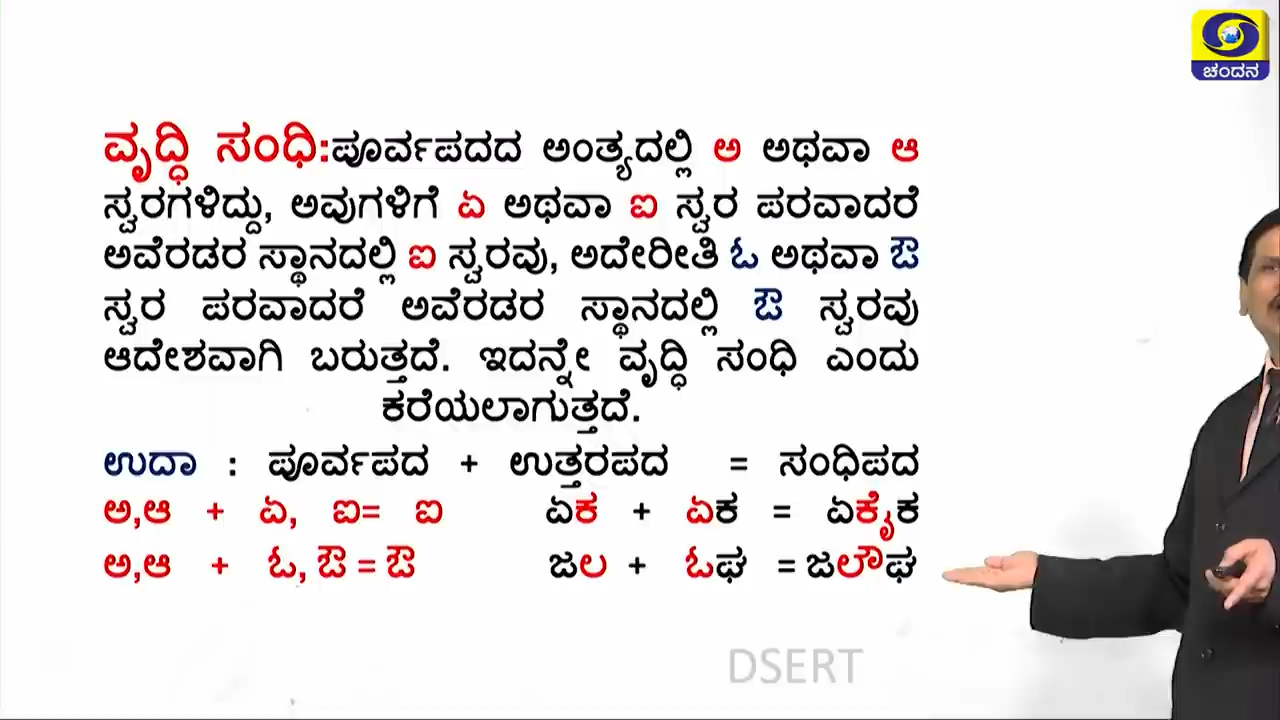 ಚಂದನ
ವೃದ್ಧಿ ಸಂಧಿ:ಪೂರ್ವಪದದ ಅಂತ್ಯದಲ್ಲಿ ಅ ಅಥವಾ ಆ
ಸ್ವರಗಳಿದ್ದು, ಅವುಗಳಿಗೆ ಏ ಅಥವಾ ಐ ಸ್ವರ ಪರವಾದರೆ
ಅವೆರಡರ ಸ್ಥಾನದಲ್ಲಿ ಐ ಸ್ವರವು, ಅದೇರೀತಿ ಓ ಅಥವಾ ಔ
ಸ್ವರ ಪರವಾದರೆ ಅವೆರಡರ ಸ್ಥಾನದಲ್ಲಿ ಔ ಸ್ವರವು
ಆದೇಶವಾಗಿ ಬರುತ್ತದೆ. ಇದನ್ನೇ ವೃದ್ಧಿ ಸಂಧಿ ಎಂದು
ಕರೆಯಲಾಗುತ್ತದೆ.
ಉದಾ : ಪೂರ್ವಪದ + ಉತ್ತರಪದ = ಸಂಧಿಪದ
ಅ,ಆ + ಏ, ಐ= ಐ ಏಕ + ಏಕ = ಏಕೈಕ
ಅ,ಆ + ಓ, ಔ = ಔ ಜಲ + ಓಘ = ಜಲೌಘ
DSERT